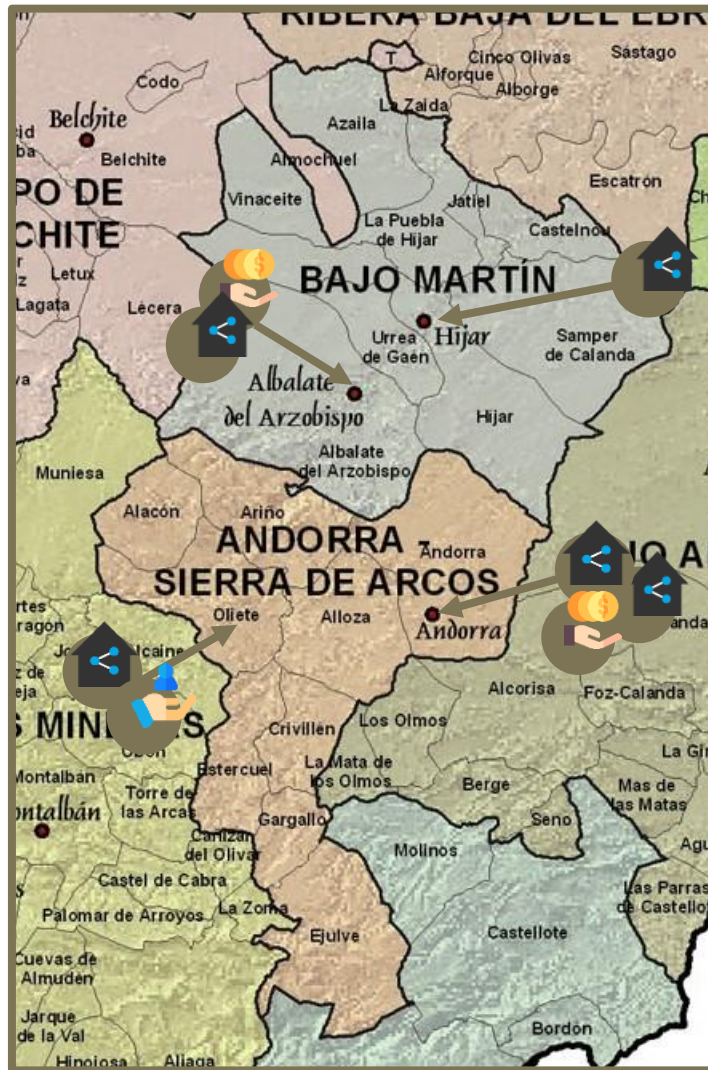 RIBERA BAJA DEL EBR
T
Cinco Olivas
Sástago
Alforque
Alborge
Codo
La Zaida
Belchite
Azaila
Belchite
Almochuel
Escatrón
PO DE
CHITE
Vinaceite
Jatiel
La Puebla
de Híjar
Castelnou
Letux
Lagata
Lécera
BAJO MARTÍN
Urrea
de Gaén
Híjar
Samper
de Calanda
Albalate
del Arzobispo
Híjar
Albalate
del Arzobispo
Muniesa
Alacón
Ariño
ANDORRA -
SIERRA DE ARCOS
Andorra
Oliete
Alloza
Andorra
Alcorisa
Foz-Calanda
Los Olmos
Crivillén
Estercuel
La Mata de
los Olmos
Montalbán
Torre de
las Arcas
Berge
Mas de
las Matas
Seno
Gargallo
Cañizar
del Olivar
Molinos
Castel de Cabra
La Zoma
Palomar de Arroyos
Las Parras
de Castellot
Ejulve
Castellote
Cuevas de
Almudén
Jarque
de la Val
Bordón
Hinojosa
Aliaga